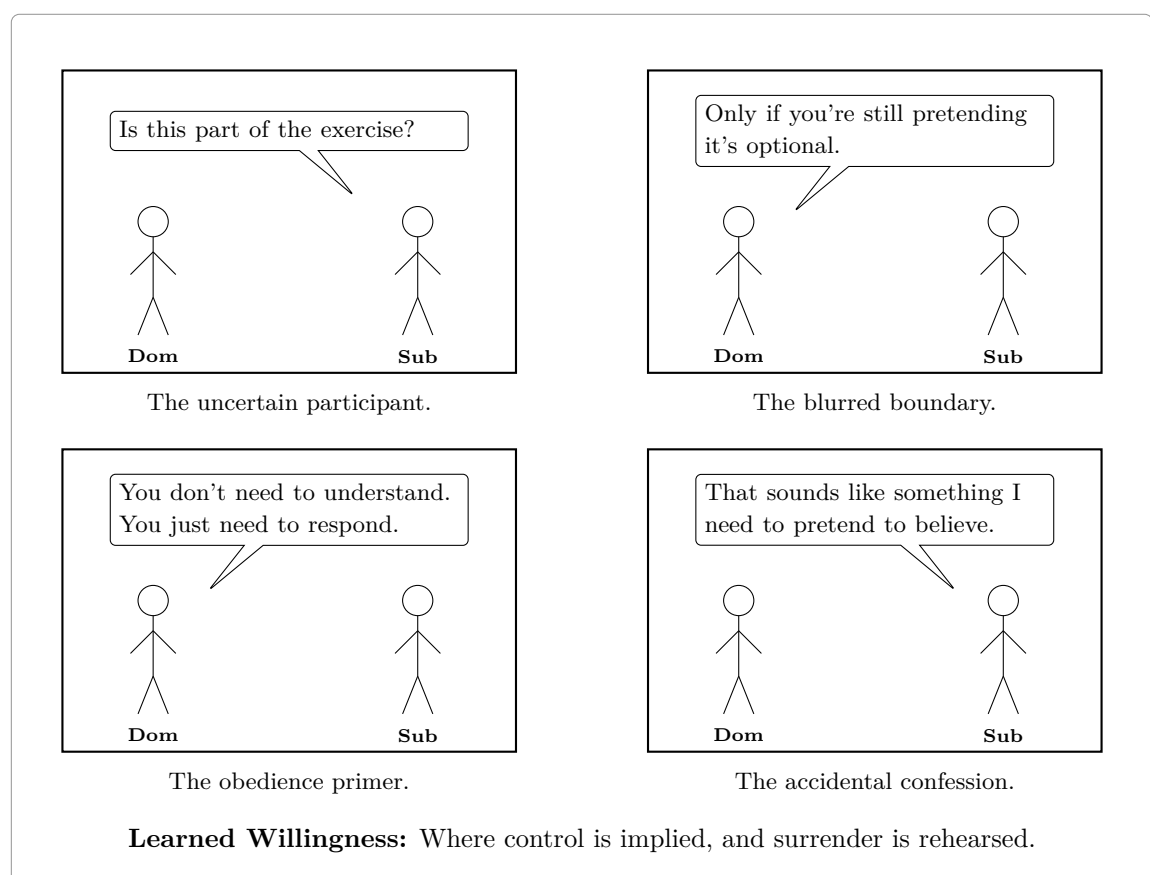 Is this part of the exercise?
Dom
Sub
The uncertain participant.
Only if you're still pretending
it's optional.
Dom
Sub
The blurred boundary.
You don't need to understand.
You just need to respond.
Dom
Sub
The obedience primer.
That sounds like something I
need to pretend to believe.
Dom
Sub
The accidental confession.
Learned Willingness: Where control is implied, and surrender is rehearsed.